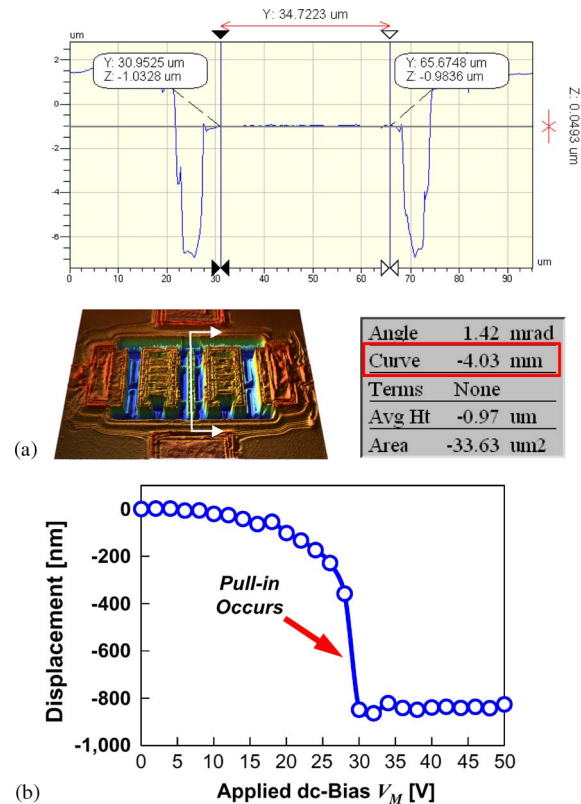 Y: 34.7223 um
um
Y: 30.9525 um
Z: -1.0328 um
Y: 65.6748 um
Z: -0.9836 um
Z: 0.0493 um
2
0
-2
-4
-6
um
0 10 20 30 40 50 60 70 80 90
Angle 1.42 mrad
Curve -4.03 mm
Terms None
Avg Ht -0.97 um
Area -33.63 um2
(a)
Displacement [nm]
0
-200
-400
-600
-800
-1,000
Pull-in
Occurs
0 5 10 15 20 25 30 35 40 45 50
Applied dc-Bias V_M [V]
(b)